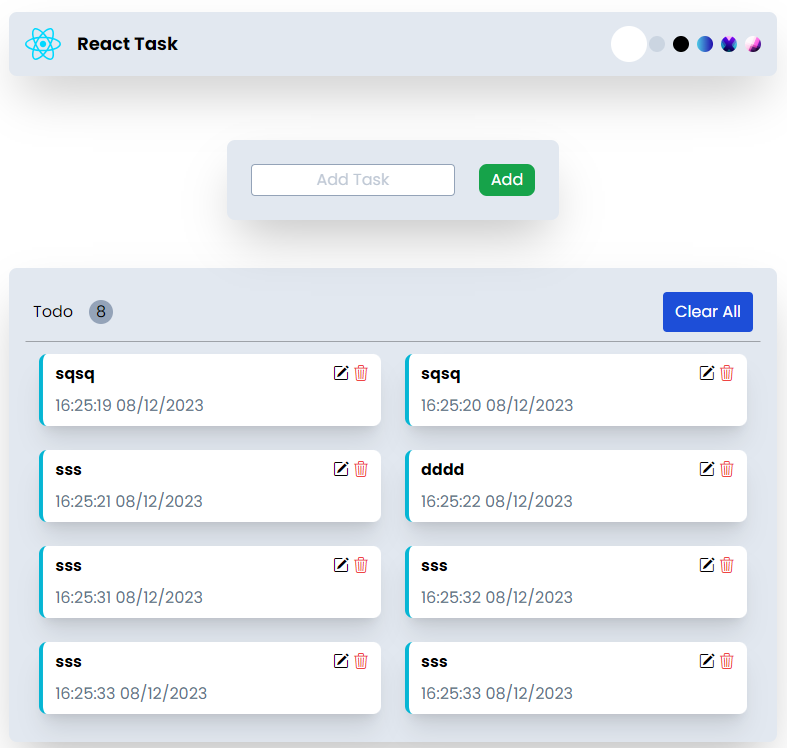 React Task
Add Task
Add
Todo 8
Clear All
sqsq
16:25:19 08/12/2023
sqsq
16:25:20 08/12/2023
sss
16:25:21 08/12/2023
dddd
16:25:22 08/12/2023
sss
16:25:31 08/12/2023
sss
16:25:32 08/12/2023
sss
16:25:33 08/12/2023
sss
16:25:33 08/12/2023